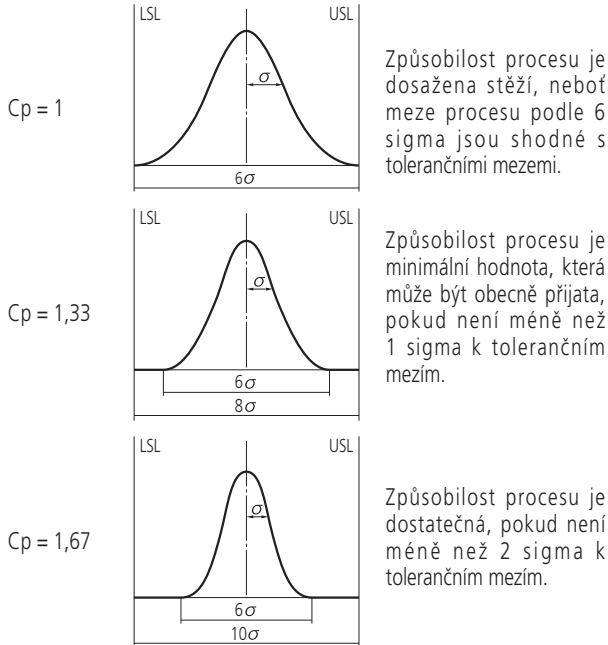 LSL
USL
Cp = 1
σ
6σ
Způsobilost procesu je
dosažena stěží, neboť
meze procesu podle 6
sigma jsou shodné s
tolerančními mezemi.
LSL
USL
Cp = 1,33
σ
6σ
8σ
Způsobilost procesu je
minimální hodnota, která
může být obecně přijata,
pokud není méně než
1 sigma k tolerančním
mezím.
LSL
USL
Cp = 1,67
σ
6σ
10σ
Způsobilost procesu je
dostatečná, pokud není
méně než 2 sigma k
tolerančním mezím.